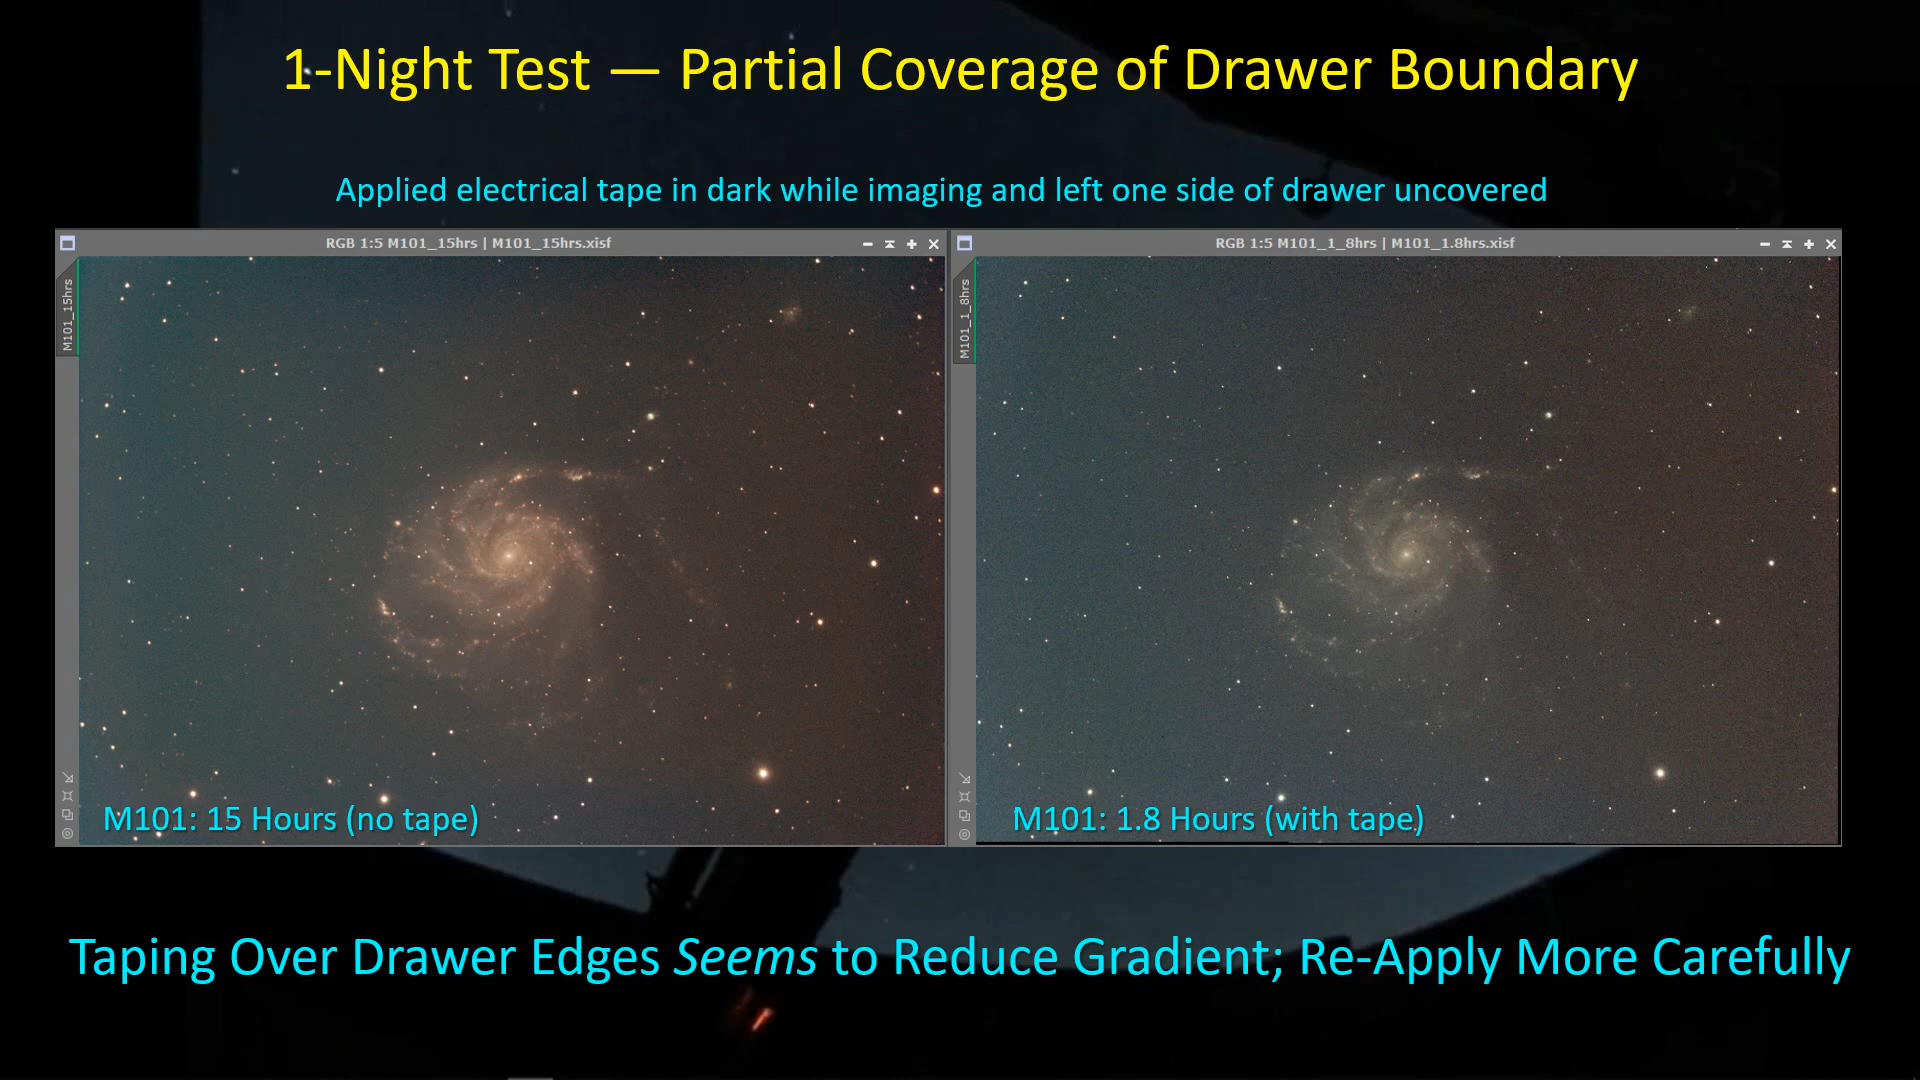 1-Night Test — Partial Coverage of Drawer Boundary
Applied electrical tape in dark while imaging and left one side of drawer uncovered
RGB 1:5 M101_15hrs | M101_15hrs.xisf
RGB 1:5 M101_1_8hrs | M101_1.8hrs.xisf
M101_15hrs
M101_1_8hrs
M101: 15 Hours (no tape)
M101: 1.8 Hours (with tape)
Taping Over Drawer Edges Seems to Reduce Gradient; Re-Apply More Carefully